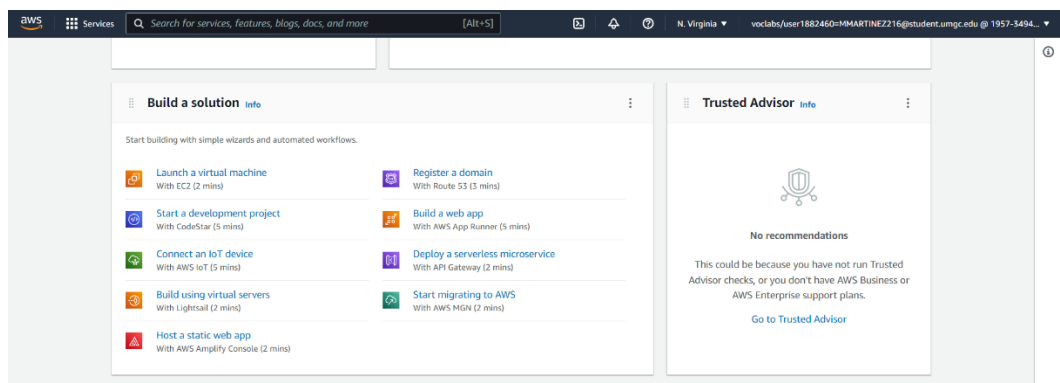 aws
Services
Search for services, features, blogs, docs, and more
[Alt+S]
N. Virginia ▼
voclabs/user1882460=MMARTINEZ216@student.umgc.edu @ 1957-3494... ▼
Build a solution Info
Start building with simple wizards and automated workflows.
Launch a virtual machine
With EC2 (2 mins)
Start a development project
With CodeStar (5 mins)
Connect an IoT device
With AWS IoT (5 mins)
Build using virtual servers
With Lightsail (2 mins)
Host a static web app
With AWS Amplify Console (2 mins)
Register a domain
With Route 53 (3 mins)
Build a web app
With AWS App Runner (5 mins)
Deploy a serverless microservice
With API Gateway (2 mins)
Start migrating to AWS
With AWS MGN (2 mins)
Trusted Advisor Info
No recommendations
This could be because you have not run Trusted
Advisor checks, or you don't have AWS Business or
AWS Enterprise support plans.
Go to Trusted Advisor